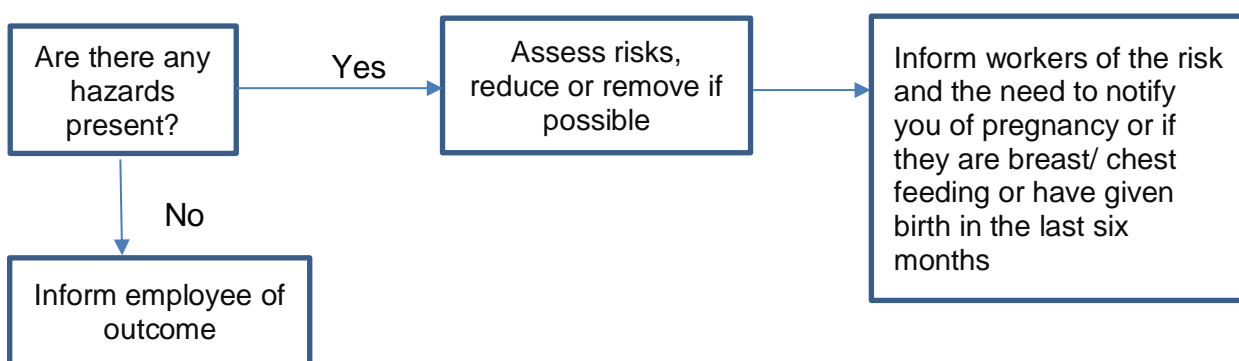 Are there any
hazards
present?
Yes
Assess risks,
reduce or remove if
possible
Inform workers of the risk
and the need to notify
you of pregnancy or if
they are breast/ chest
feeding or have given
birth in the last six
months
No
Inform employee of
outcome